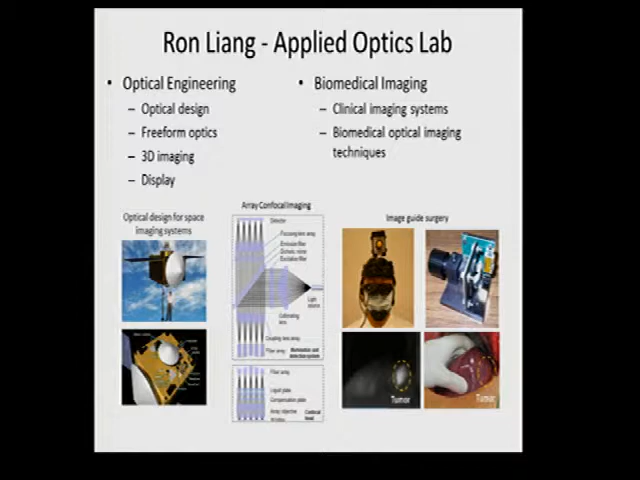 Ron Liang - Applied Optics Lab
• Optical Engineering
– Optical design
– Freeform optics
– 3D imaging
– Display
• Biomedical Imaging
– Clinical imaging systems
– Biomedical optical imaging
techniques
Optical design for space
imaging systems
Array Confocal Imaging
Detector
Focusing lens array
Emission filter
Dichroic mirror
Excitation filter
Light
source
Collimating
lens
Coupling lens array
Fiber array
Illumination and
detection system
Fiber array
Liquid plate
Compensation plate
Array objective
Window
Confocal
head
Image guide surgery
Tumor
Tumor